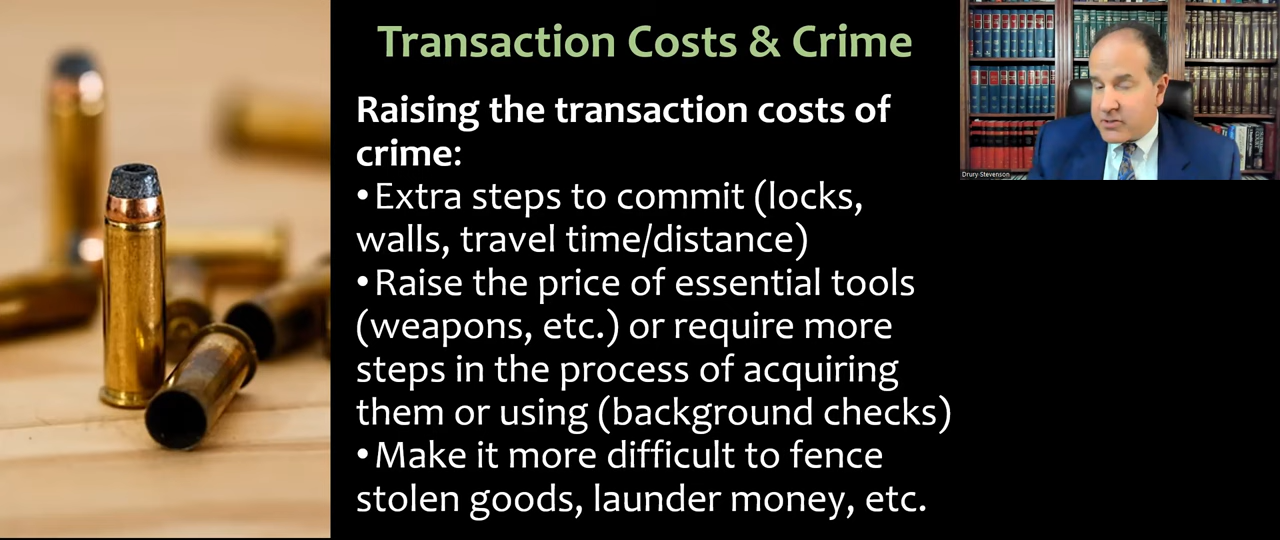 Transaction Costs & Crime
Raising the transaction costs of
crime:
•Extra steps to commit (locks,
walls, travel time/distance)
•Raise the price of essential tools
(weapons, etc.) or require more
steps in the process of acquiring
them or using (background checks)
•Make it more difficult to fence
stolen goods, launder money, etc.
Drury Stevenson